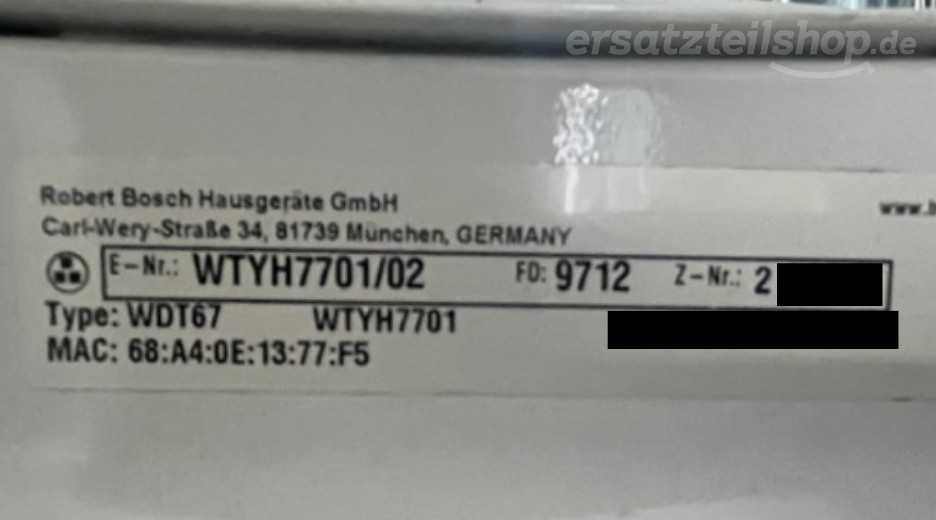 ersatzteilshop.de
Robert Bosch Hausgeräte GmbH
www.b
Carl-Wery-Straße 34, 81739 München, GERMANY
E-Nr.: WTYH7701/02 FD: 9712 Z-Nr.: 2
Type: WDT67 WTYH7701
MAC: 68:A4:0E:13:77:F5